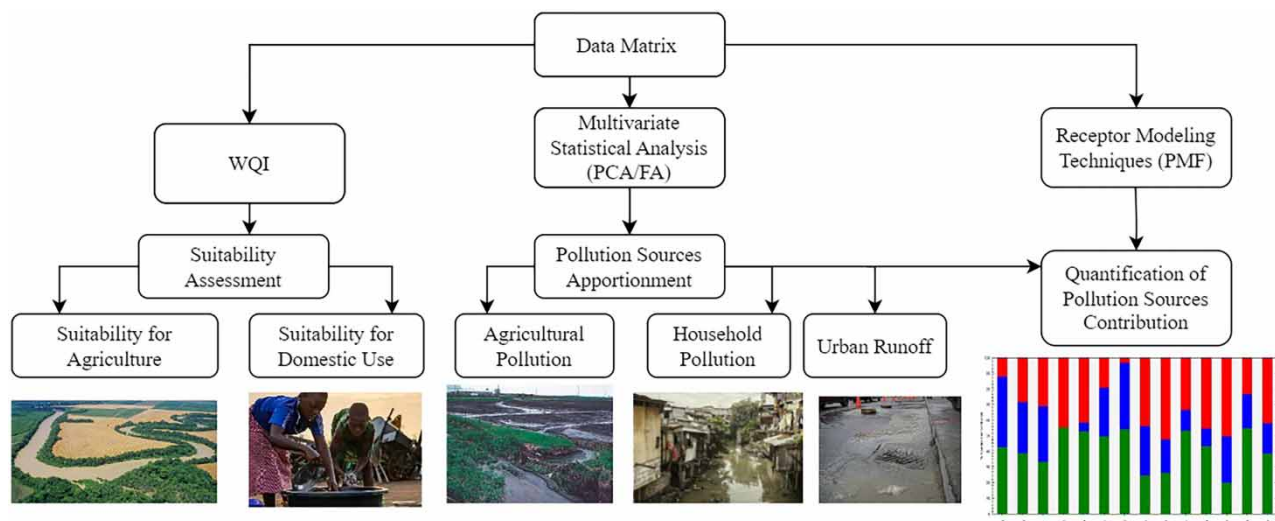 Data Matrix
WQI
Multivariate
Statistical Analysis
(PCA/FA)
Receptor Modeling
Techniques (PMF)
Suitability
Assessment
Pollution Sources
Apportionment
Quantification of
Pollution Sources
Contribution
Suitability for
Agriculture
Suitability for
Domestic Use
Agricultural
Pollution
Household
Pollution
Urban Runoff